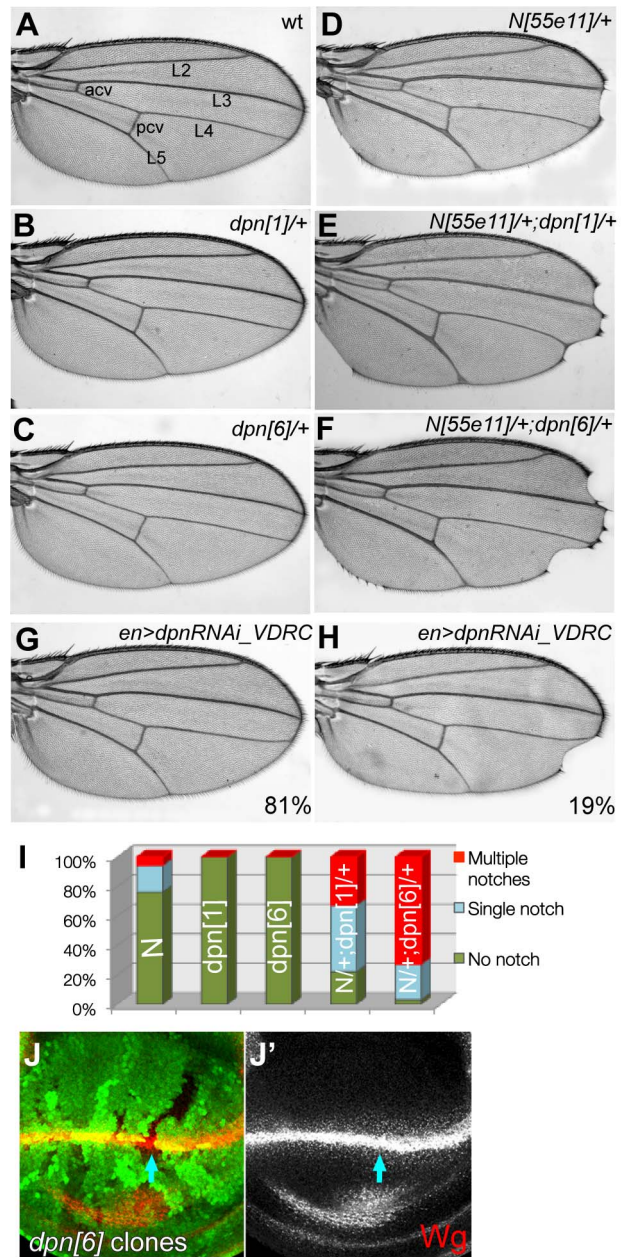 A
wt
L2
acv
L3
pcv
L4
L5
D
N[55e11]/+
B
dpn[1]/+
E
N[55e11]/+;dpn[1]/+
C
dpn[6]/+
F
N[55e11]/+;dpn[6]/+
G
en>dpnRNAi_VDRC
81%
H
en>dpnRNAi_VDRC
19%
I
100%
80%
60%
40%
20%
0%
N
dpn[1]
dpn[6]
N/+;dpn[1]/+
N/+;dpn[6]/+
Multiple
notches
Single notch
No notch
J
dpn[6] clones
J’
Wg